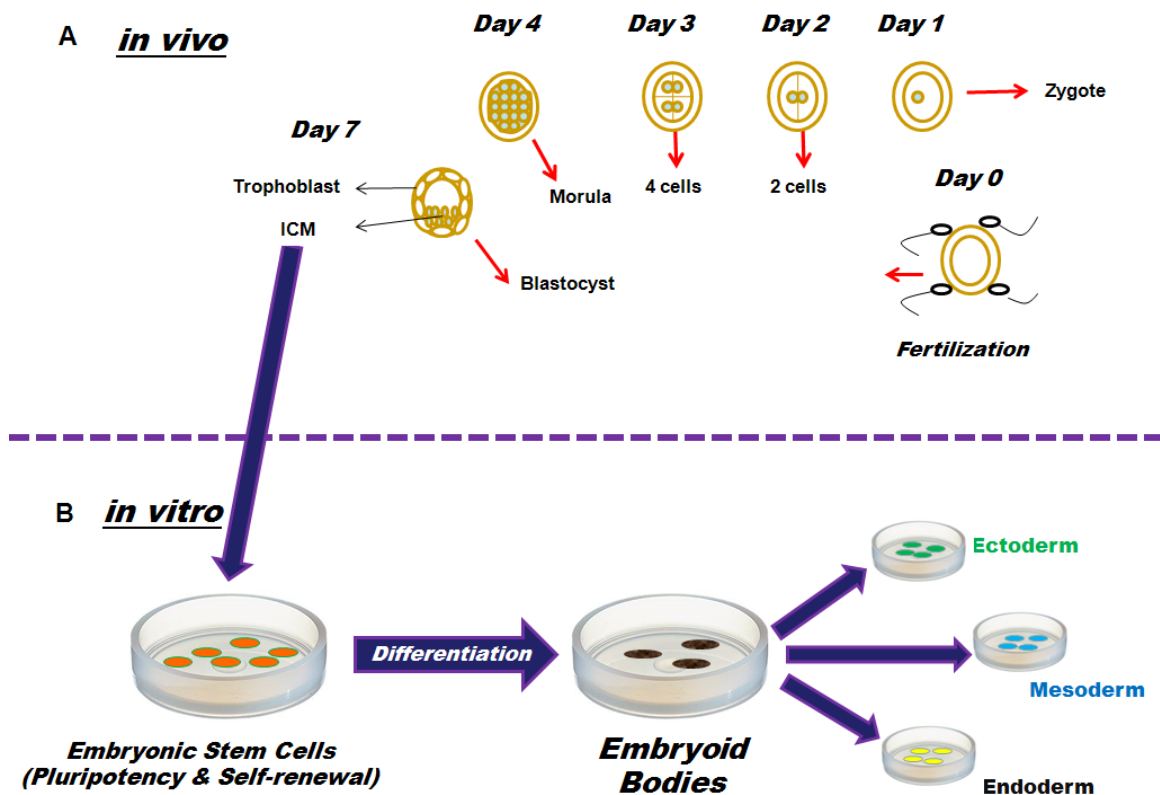 A in vivo
Day 4
Day 3
Day 2
Day 1
Zygote
Day 7
Trophoblast
ICM
Morula
4 cells
2 cells
Day 0
Blastocyst
Fertilization
B in vitro
Differentiation
Ectoderm
Mesoderm
Endoderm
Embryonic Stem Cells
(Pluripotency & Self-renewal)
Embryoid
Bodies